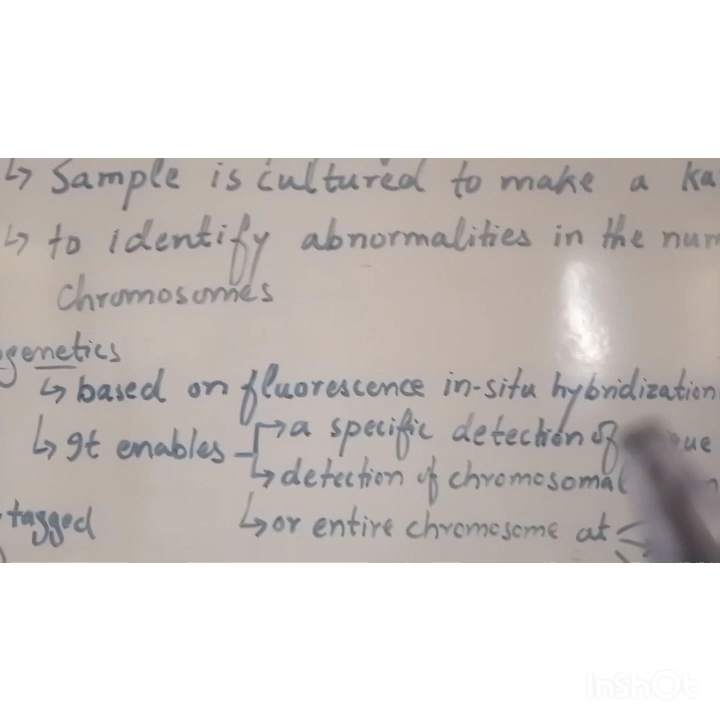 ↳ Sample is cultured to make a ka
↳ to identify abnormalities in the num
chromosomes
ogenetics
↳ based on fluorescence in-situ hybridization
↳ It enables → a specific detection of
↳ detection of chromosomal
tagged ↳ or entire chromosome at
InShOt